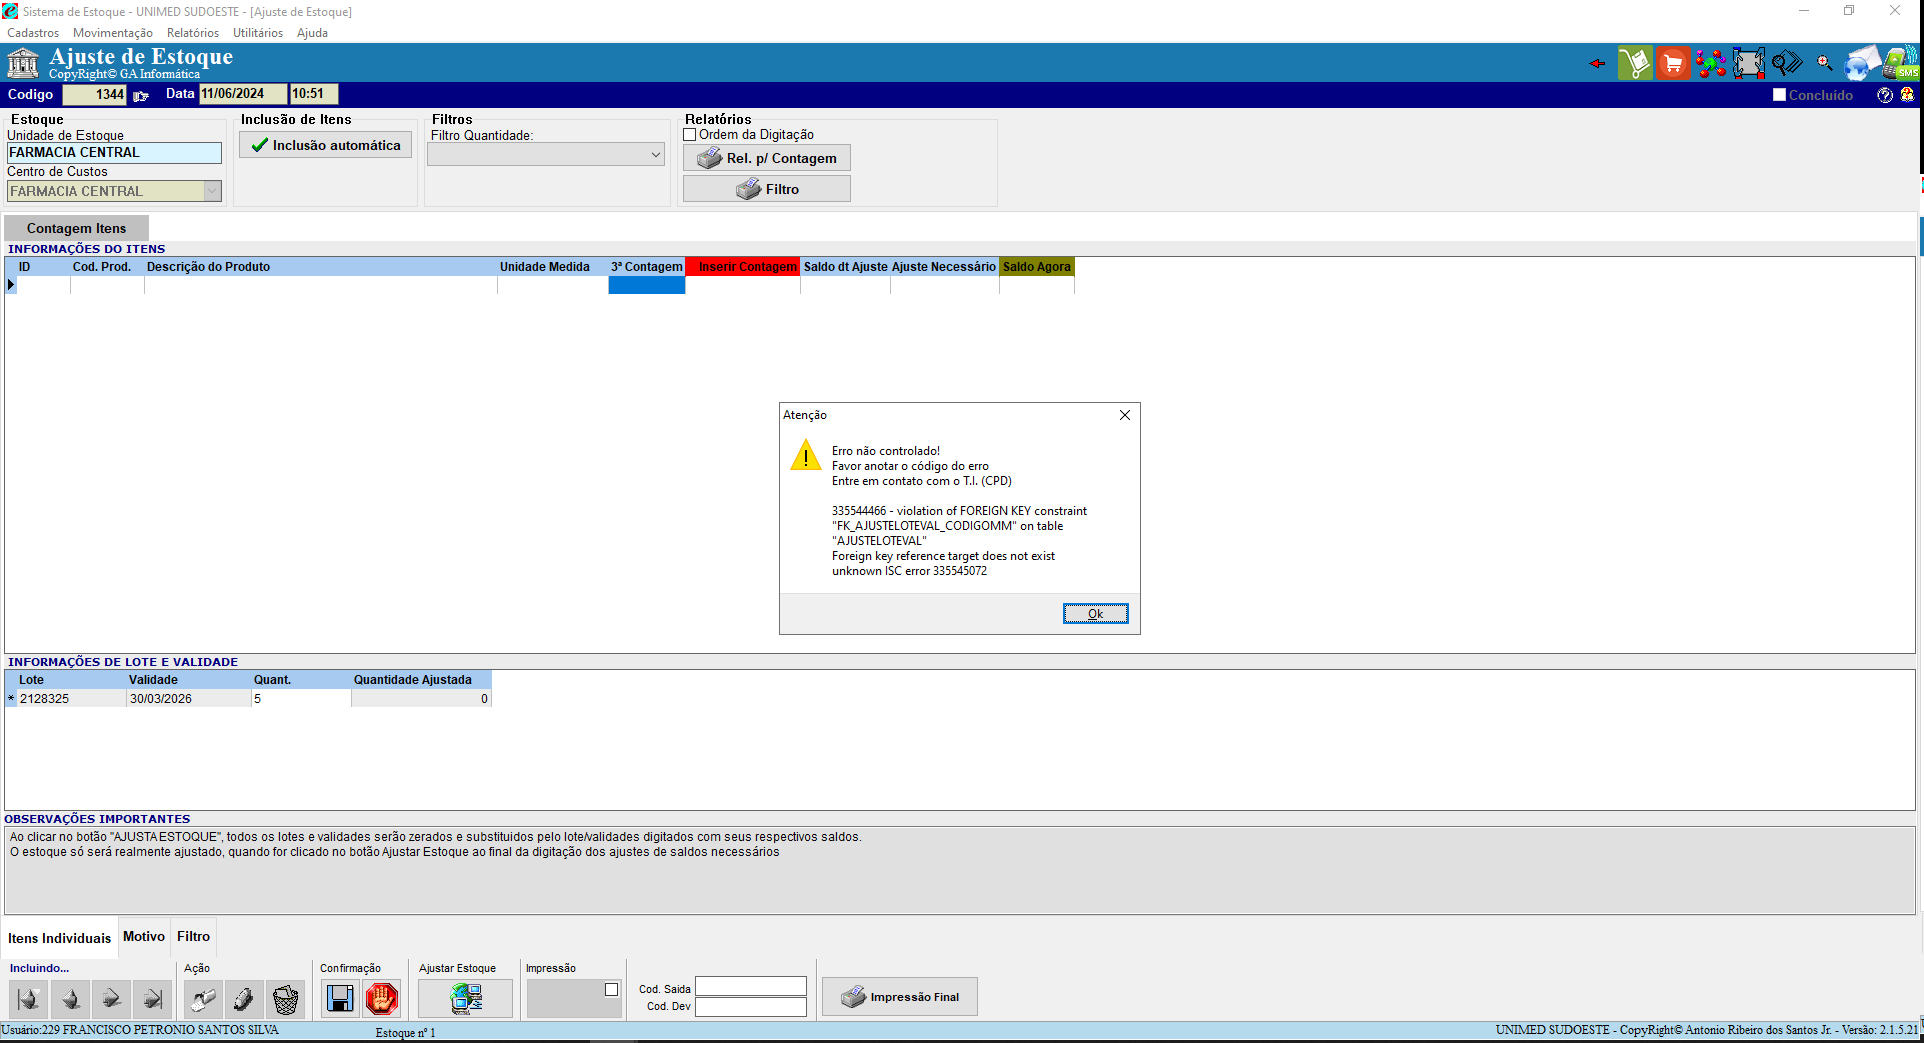 Sistema de Estoque - UNIMED SUDOESTE - [Ajuste de Estoque]
Cadastros Movimentação Relatórios Utilitários Ajuda
Ajuste de Estoque
CopyRight© GA Informática
Codigo 1344 Data 11/06/2024 10:51 Concluído
Estoque
Unidade de Estoque
FARMACIA CENTRAL
Centro de Custos
FARMACIA CENTRAL
Inclusão de Itens
Inclusão automática
Filtros
Filtro Quantidade:
Relatórios
Ordem da Digitação
Rel. p/ Contagem
Filtro
SMS
Contagem Itens
INFORMAÇÕES DO ITENS
ID Cod. Prod. Descrição do Produto Unidade Medida 3ª Contagem Inserir Contagem Saldo dt Ajuste Ajuste Necessário Saldo Agora
Atenção
Erro não controlado!
Favor anotar o código do erro
Entre em contato com o T.I. (CPD)
335544466 - violation of FOREIGN KEY constraint
"FK_AJUSTELOTEVAL_CODIGOMM" on table
"AJUSTELOTEVAL"
Foreign key reference target does not exist
unknown ISC error 335545072
Ok
INFORMAÇÕES DE LOTE E VALIDADE
Lote Validade Quant. Quantidade Ajustada
* 2128325 30/03/2026 5 0
OBSERVAÇÕES IMPORTANTES
Ao clicar no botão "AJUSTA ESTOQUE", todos os lotes e validades serão zerados e substituidos pelo lote/validades digitados com seus respectivos saldos.
O estoque só será realmente ajustado, quando for clicado no botão Ajustar Estoque ao final da digitação dos ajustes de saldos necessários
Itens Individuais Motivo Filtro
Incluindo... Ação Confirmação Ajustar Estoque Impressão
Cod. Saida
Cod. Dev
Impressão Final
Usuário:229 FRANCISCO PETRONIO SANTOS SILVA Estoque nº 1 UNIMED SUDOESTE - CopyRight© Antonio Ribeiro dos Santos Jr. - Versão: 2.1.5.21